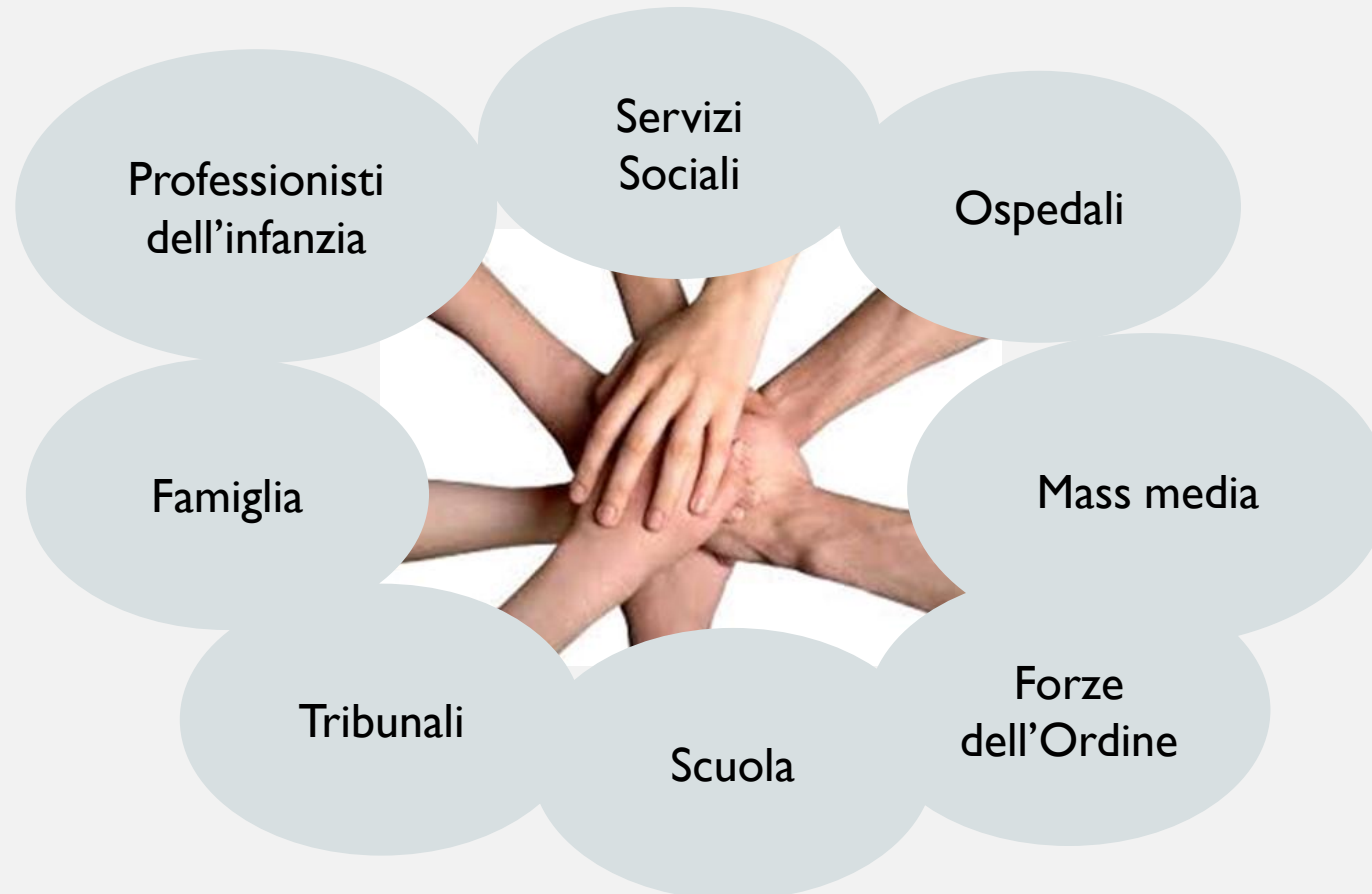 Servizi
Sociali
Professionisti
dell’infanzia
Ospedali
Famiglia
Mass media
Tribunali
Scuola
Forze
dell’Ordine